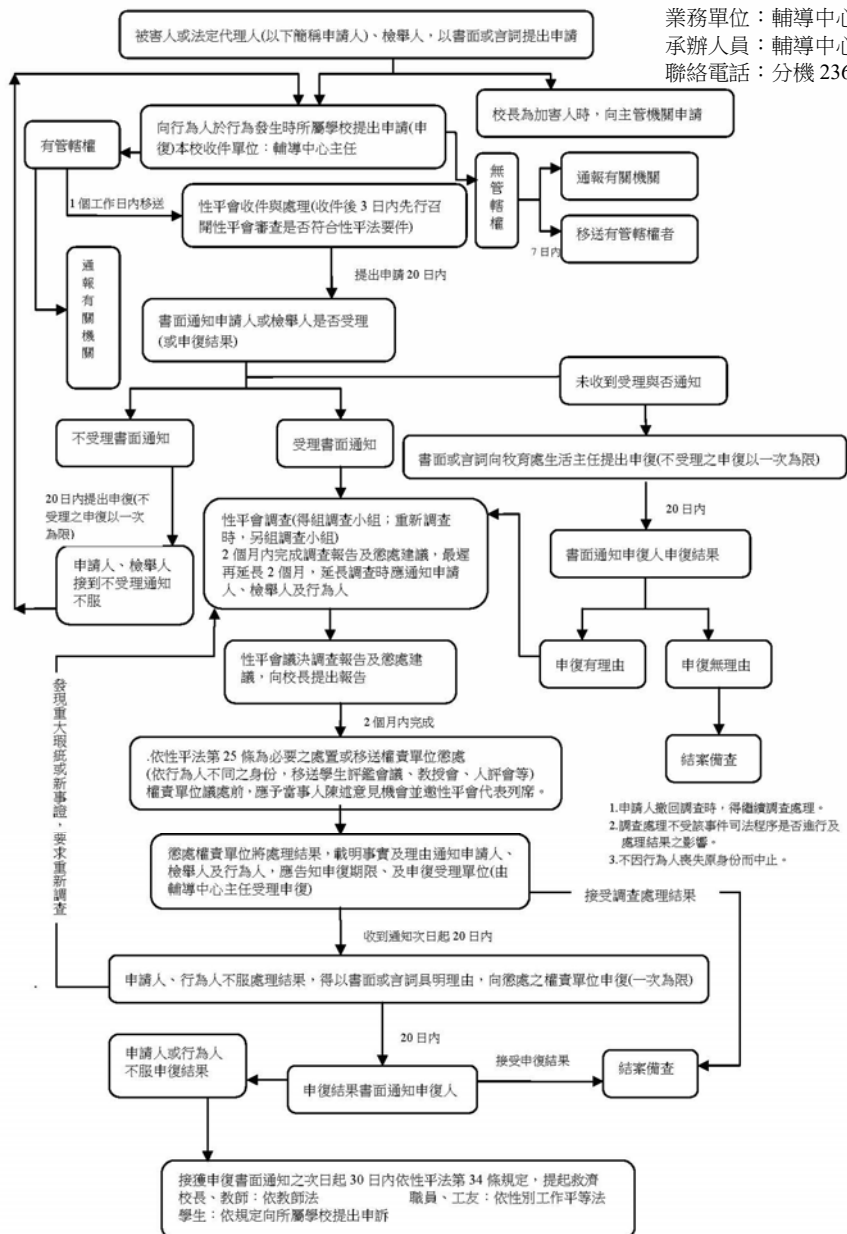 業務單位：輔導中心
承辦人員：輔導中心
聯絡電話：分機 236
被害人或法定代理人(以下簡稱申請人)、檢舉人，以書面或言詞提出申請
校長為加害人時，向主管機關申請
向行為人於行為發生時所屬學校提出申請(申
復)本校收件單位：輔導中心主任
有管轄權
無管轄權
通報有關機關
移送有管轄權者
7日內
1 個工作日內移送
性平會收件與處理(收件後 3 日內先行召
開性平會審查是否符合性平法要件)
通報有關機關
提出申請 20 日內
書面通知申請人或檢舉人是否受理
(或申復結果)
未收到受理與否通知
不受理書面通知
受理書面通知
書面或言詞向牧育處生活主任提出申復(不受理之申復以一次為限)
20 日內提出申復(不
受理之申復以一次
為限)
性平會調查(得組調查小組；重新調查
時，另組調查小組)
2 個月內完成調查報告及懲處建議，最遲
再延長 2 個月，延長調查時應通知申請
人、檢舉人及行為人
20 日內
書面通知申復人申復結果
申請人、檢舉人
接到不受理通知
不服
申復有理由
申復無理由
性平會議決調查報告及懲處建
議，向校長提出報告
發現重大瑕疵或新事證，要求重新調查
2 個月內完成
結案備查
.依性平法第 25 條為必要之處置或移送權責單位懲處
(依行為人不同之身份，移送學生評鑑會議、教授會、人評會等)
權責單位議處前，應予當事人陳述意見機會並邀性平會代表列席。
1.申請人撤回調查時，得繼續調查處理。
2.調查處理不受該事件司法程序是否進行及
處理結果之影響。
3.不因行為人喪失原身份而中止。
懲處權責單位將處理結果，載明事實及理由通知申請人、
檢舉人及行為人，應告知申復期限、及申復受理單位(由
輔導中心主任受理申復)
接受調查處理結果
收到通知次日起 20 日內
申請人、行為人不服處理結果，得以書面或言詞具明理由，向懲處之權責單位申復(一次為限)
20 日內
申請人或行為人
不服申復結果
申復結果書面通知申復人
接受申復結果
結案備查
接獲申復書面通知之次日起 30 日內依性平法第 34 條規定，提起救濟
校長、教師：依教師法 職員、工友：依性別工作平等法
學生：依規定向所屬學校提出申訴